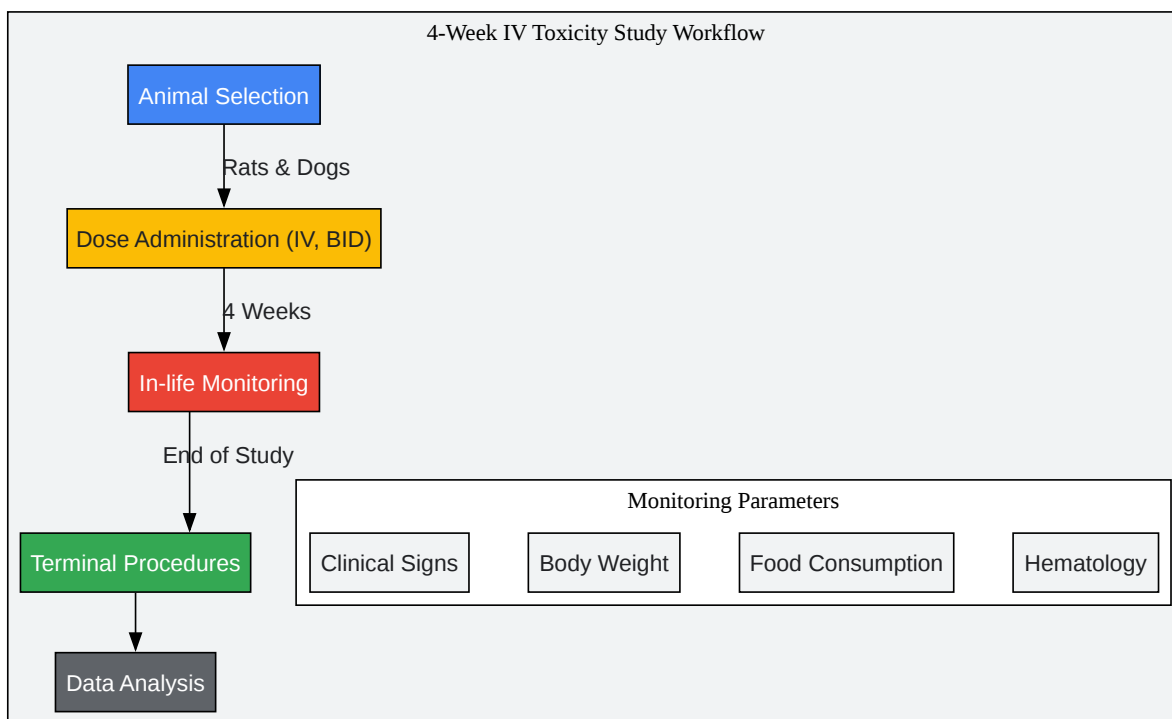 4-Week IV Toxicity Study Workflow
Animal Selection
Rats & Dogs
Dose Administration (IV, BID)
4 Weeks
In-life Monitoring
End of Study
Monitoring Parameters
Terminal Procedures
Clinical Signs
Body Weight
Food Consumption
Hematology
Data Analysis